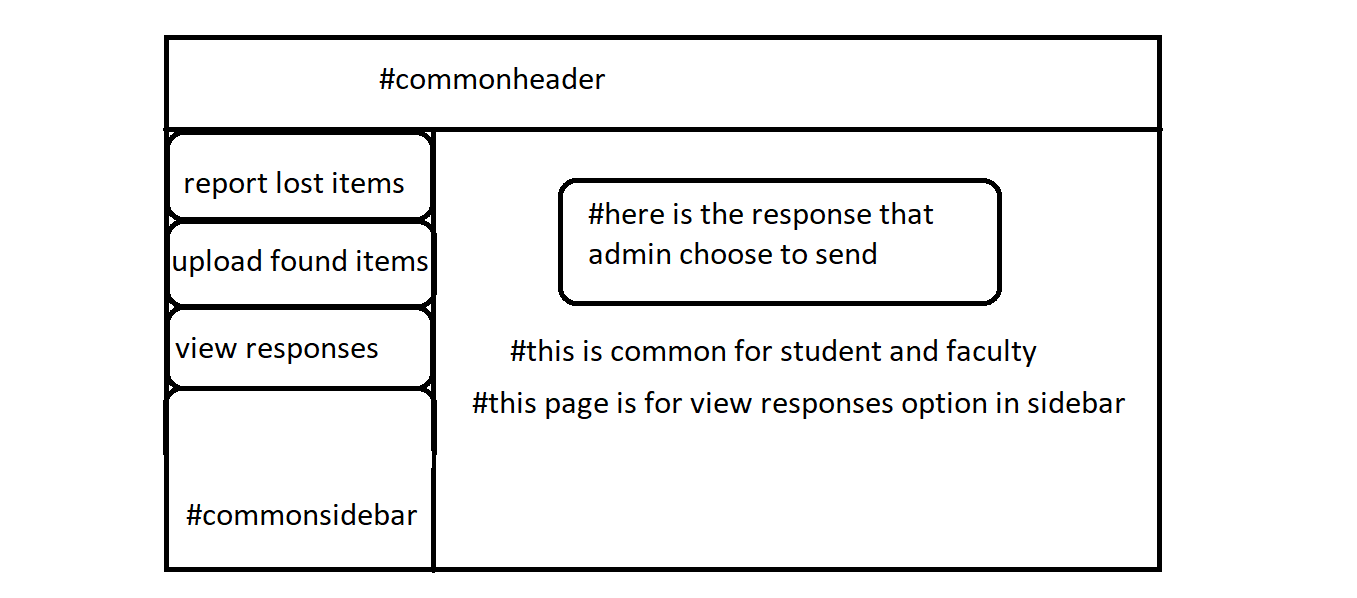 #commonheader
report lost items
upload found items
view responses
#commonsidebar
#here is the response that
admin choose to send
#this is common for student and faculty
#this page is for view responses option in sidebar